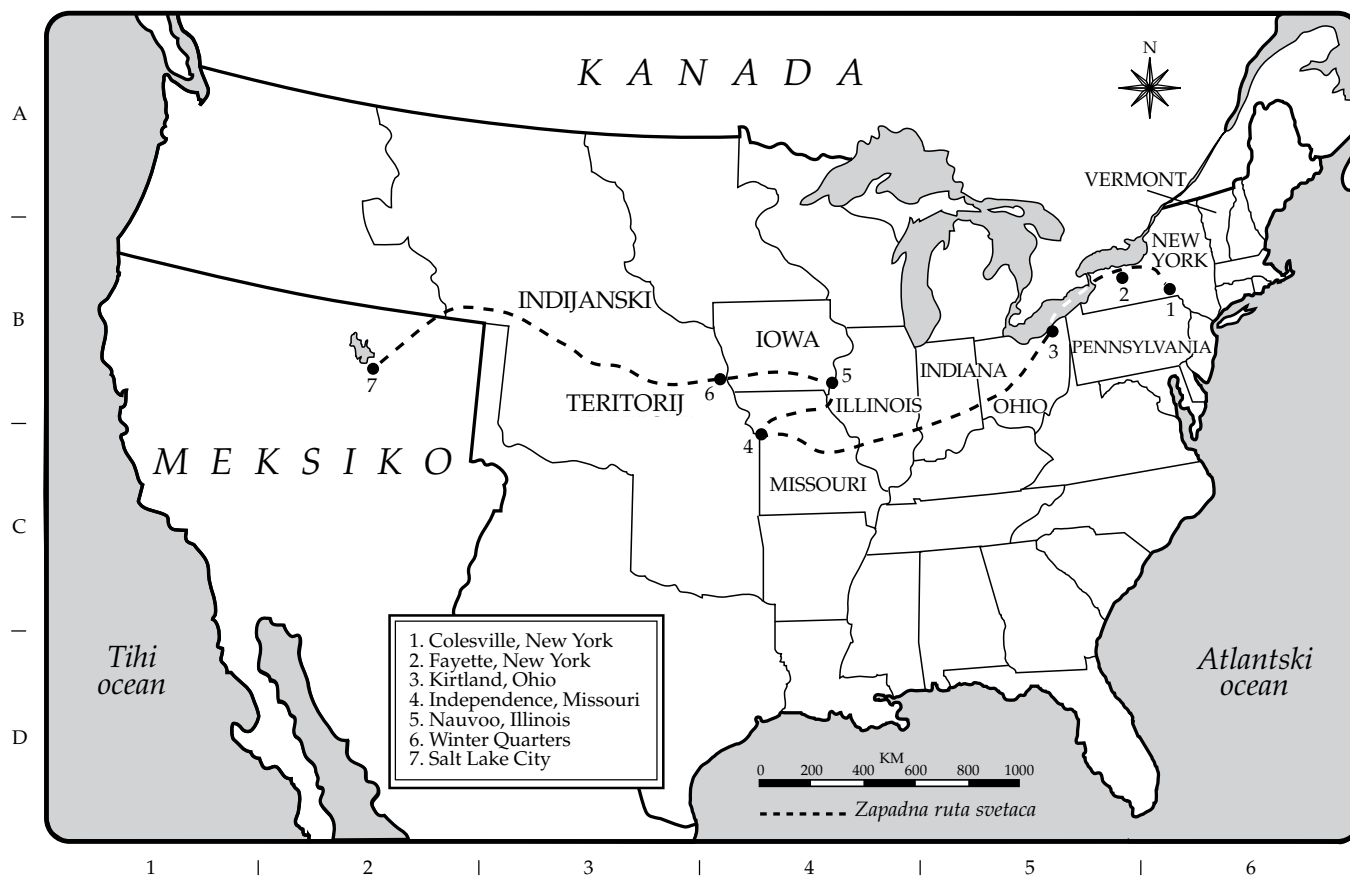 K A N A D A
N
A
VERMONT
NEW
YORK
2
1
B
INDIJANSKI
IOWA
3
PENNSYLVANIA
INDIANA
7
6
5
TERITORIJ
ILLINOIS
OHIO
4
M E K S I K O
MISSOURI
C
1. Colesville, New York
2. Fayette, New York
3. Kirtland, Ohio
4. Independence, Missouri
5. Nauvoo, Illinois
6. Winter Quarters
7. Salt Lake City
Tihi
ocean
Atlantski
ocean
D
KM
0 200 400 600 800 1000
Zapadna ruta svetaca
1 2 3 4 5 6